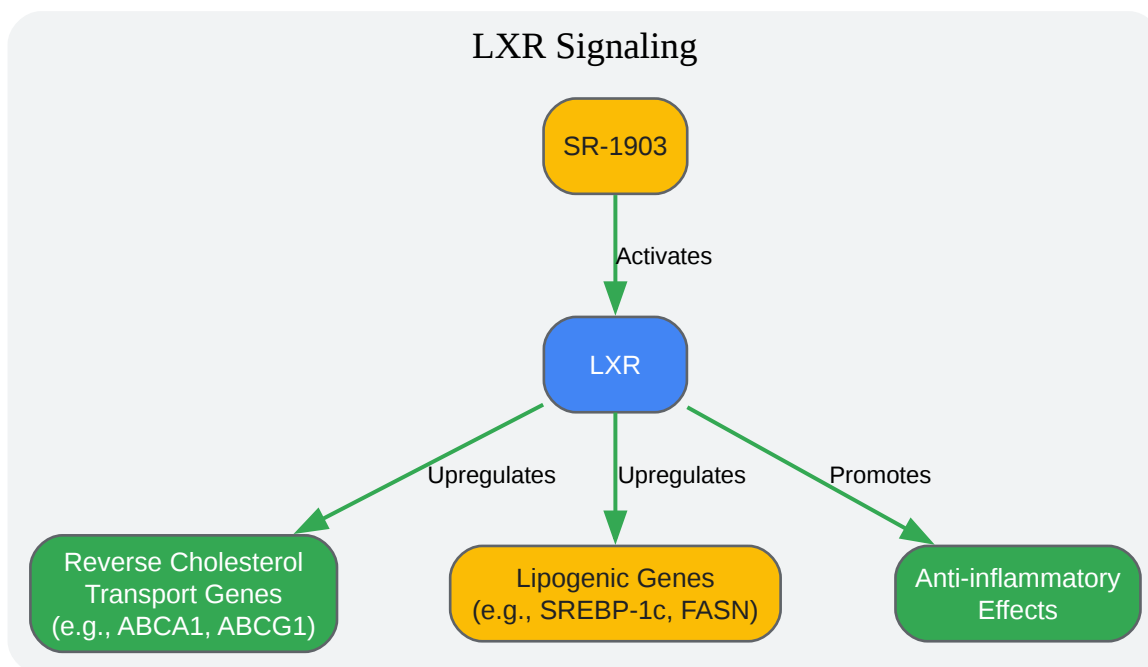 LXR Signaling
SR-1903
Activates
LXR
Upregulates
Upregulates
Promotes
Reverse Cholesterol
Transport Genes
(e.g., ABCA1, ABCG1)
Lipogenic Genes
(e.g., SREBP-1c, FASN)
Anti-inflammatory
Effects